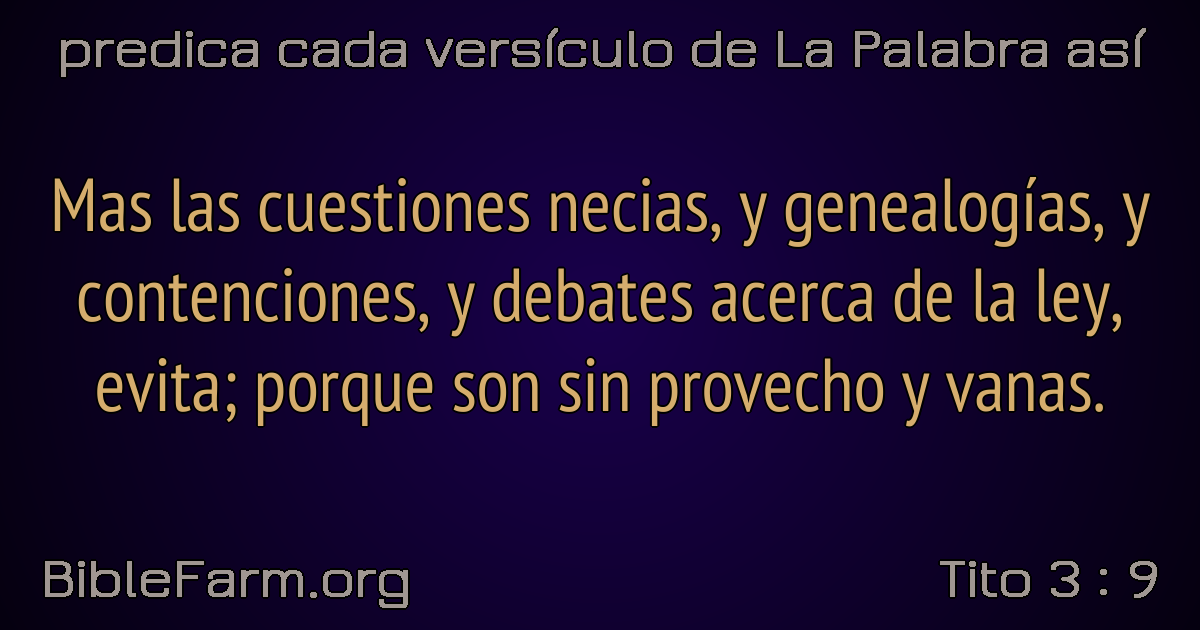 predica cada versículo de La Palabra así
Mas las cuestiones necias, y genealogías, y
contenciones, y debates acerca de la ley,
evita; porque son sin provecho y vanas.
BibleFarm.org
Tito 3 : 9